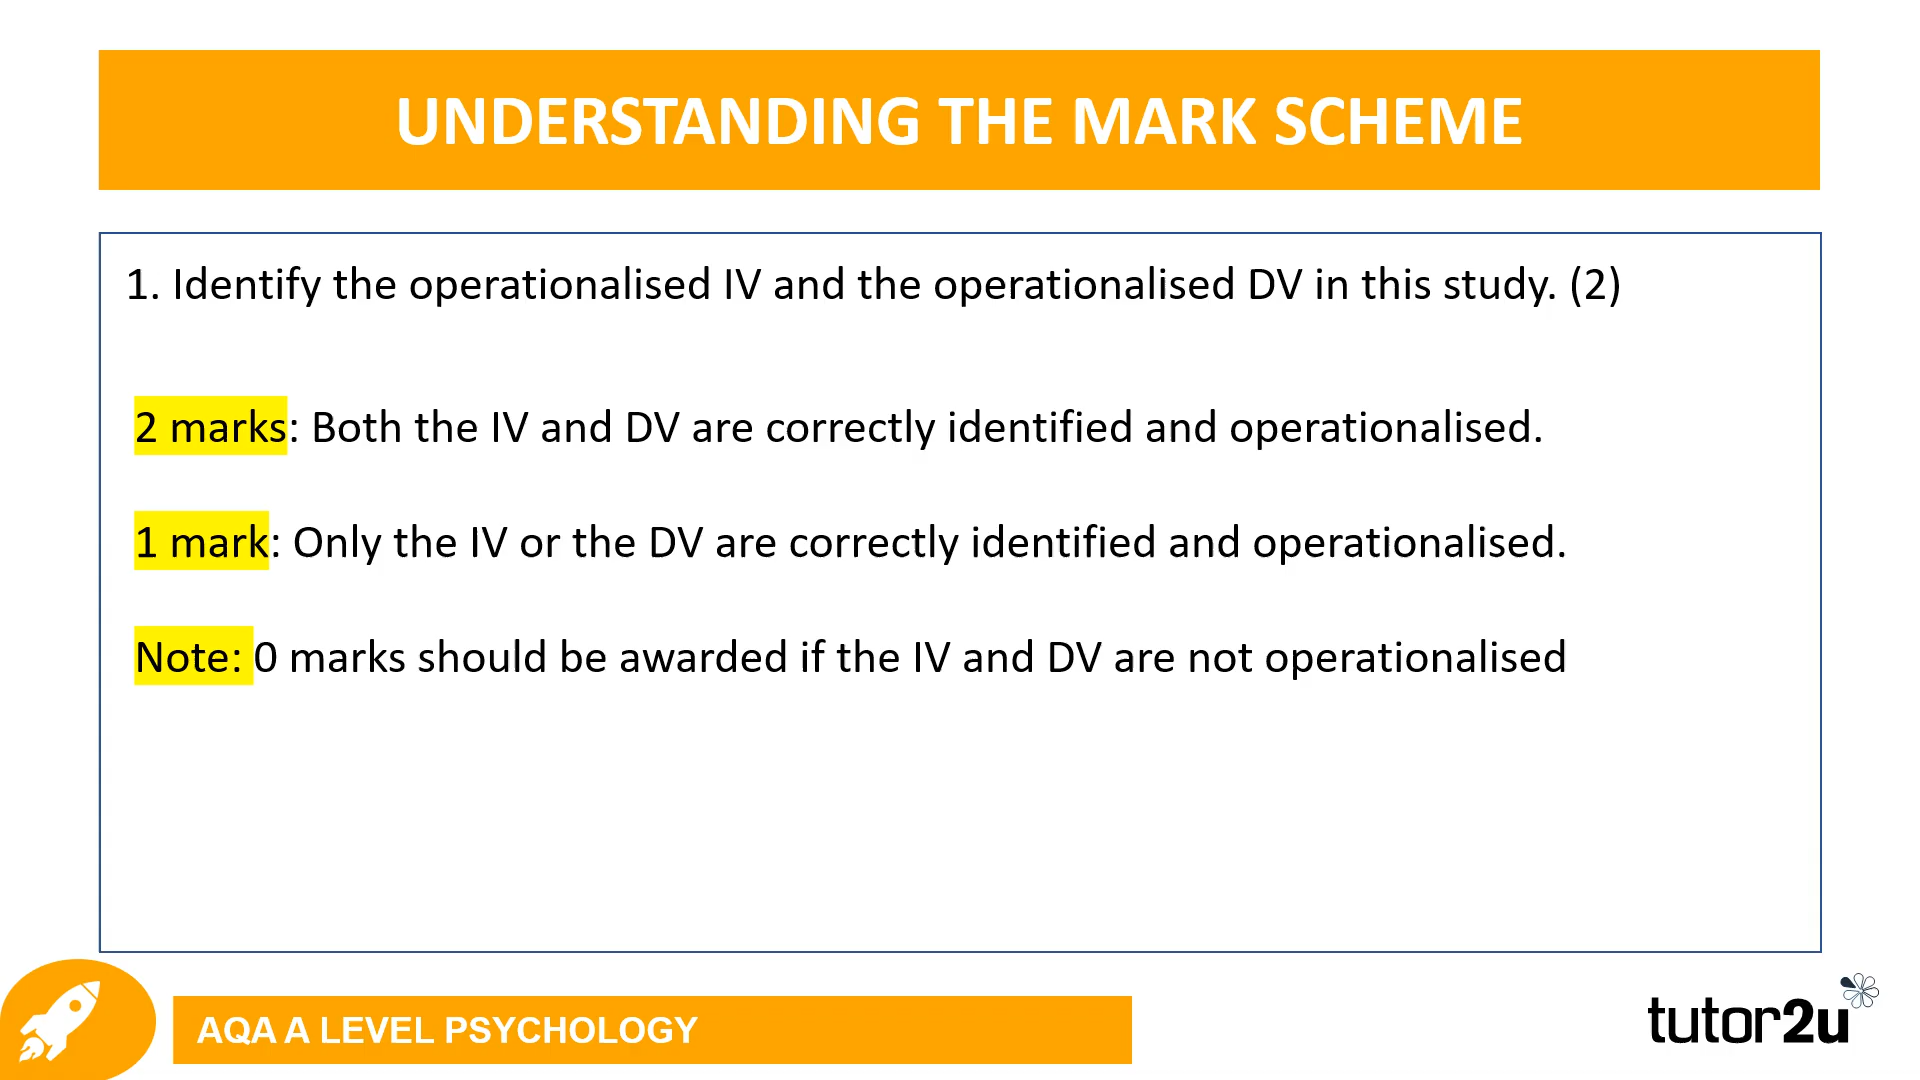 UNDERSTANDING THE MARK SCHEME
1. Identify the operationalised IV and the operationalised DV in this study. (2)
2 marks: Both the IV and DV are correctly identified and operationalised.
1 mark: Only the IV or the DV are correctly identified and operationalised.
Note: 0 marks should be awarded if the IV and DV are not operationalised
AQA A LEVEL PSYCHOLOGY
tutor2u